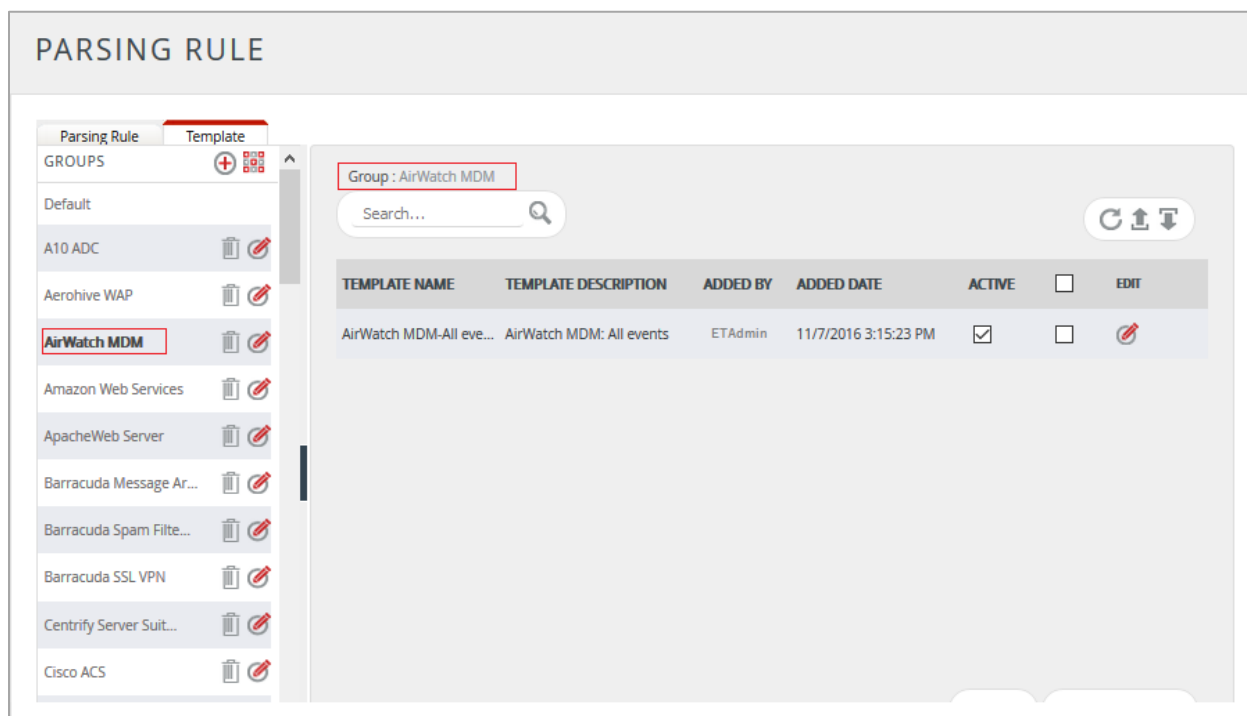 PARSING RULE
Parsing Rule Template
GROUPS
Default
A10 ADC
Aerohive WAP
AirWatch MDM
Amazon Web Services
ApacheWeb Server
Barracuda Message Ar...
Barracuda Spam Filte...
Barracuda SSL VPN
Centrify Server Suit...
Cisco ACS
Group : AirWatch MDM
Search...
TEMPLATE NAME TEMPLATE DESCRIPTION ADDED BY ADDED DATE ACTIVE EDIT
AirWatch MDM-All eve... AirWatch MDM: All events ETAdmin 11/7/2016 3:15:23 PM